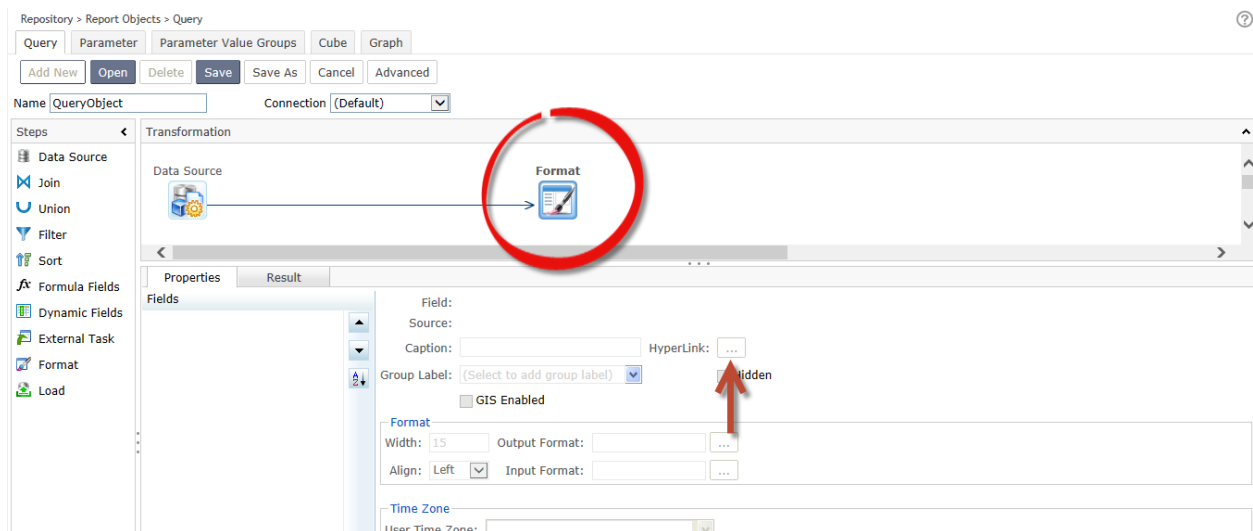 Repository > Report Objects > Query
Query Parameter Parameter Value Groups Cube Graph
Add New Open Delete Save Save As Cancel Advanced
Name QueryObject Connection (Default)
Steps
Transformation
Data Source
Join
Union
Filter
Sort
Formula Fields
Dynamic Fields
External Task
Format
Load
Data Source
Format
Properties Result
Fields
Field:
Source:
Caption: HyperLink: ...
Group Label: (Select to add group label) Hidden
GIS Enabled
Format
Width: 15 Output Format: ...
Align: Left Input Format: ...
Time Zone
User Time Zone: